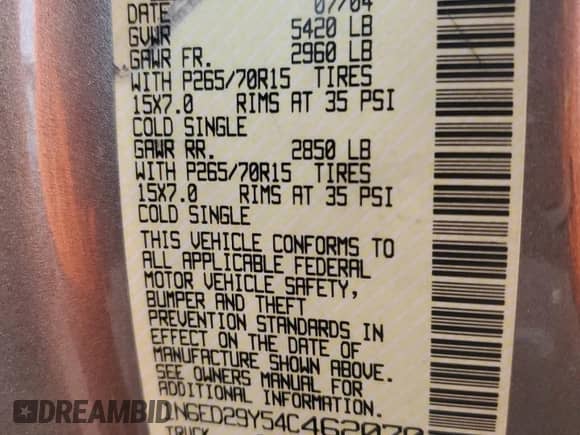 DATE 07/04
GVWR 5420 LB
GAWR FR. 2960 LB
WITH P265/70R15 TIRES
15X7.0 RIMS AT 35 PSI
COLD SINGLE
GAWR RR. 2850 LB
WITH P265/70R15 TIRES
15X7.0 RIMS AT 35 PSI
COLD SINGLE
THIS VEHICLE CONFORMS TO
ALL APPLICABLE FEDERAL
MOTOR VEHICLE SAFETY,
BUMPER AND THEFT
PREVENTION STANDARDS IN
EFFECT ON THE DATE OF
MANUFACTURE SHOWN ABOVE.
SEE OWNERS MANUAL FOR
ADDITIONAL INFORMATION.
1N6ED29Y54C462070
TRUCK
DREAMBID